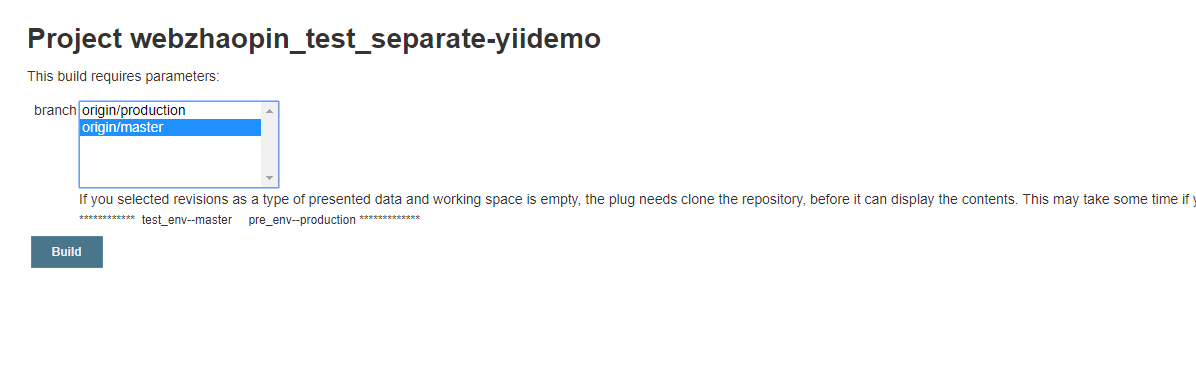 Project webzhaopin_test_separate-yiidemo
This build requires parameters:
branch origin/production
origin/master
If you selected revisions as a type of presented data and working space is empty, the plug needs clone the repository, before it can display the contents. This may take some time if
************ test_env--master pre_env--production *************
Build